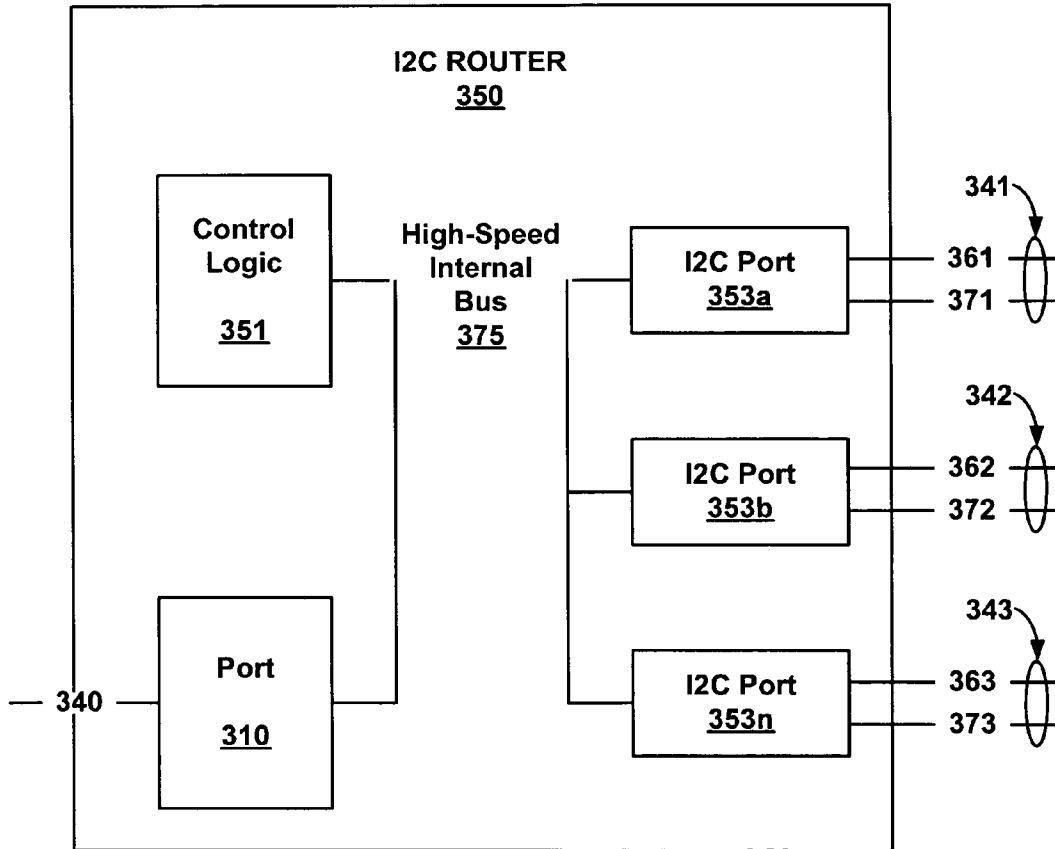 I2C ROUTER
350
Control
Logic
351
High-Speed
Internal
Bus
375
I2C Port
353a
341
361
371
I2C Port
353b
342
362
372
Port
310
340
I2C Port
353n
343
363
373